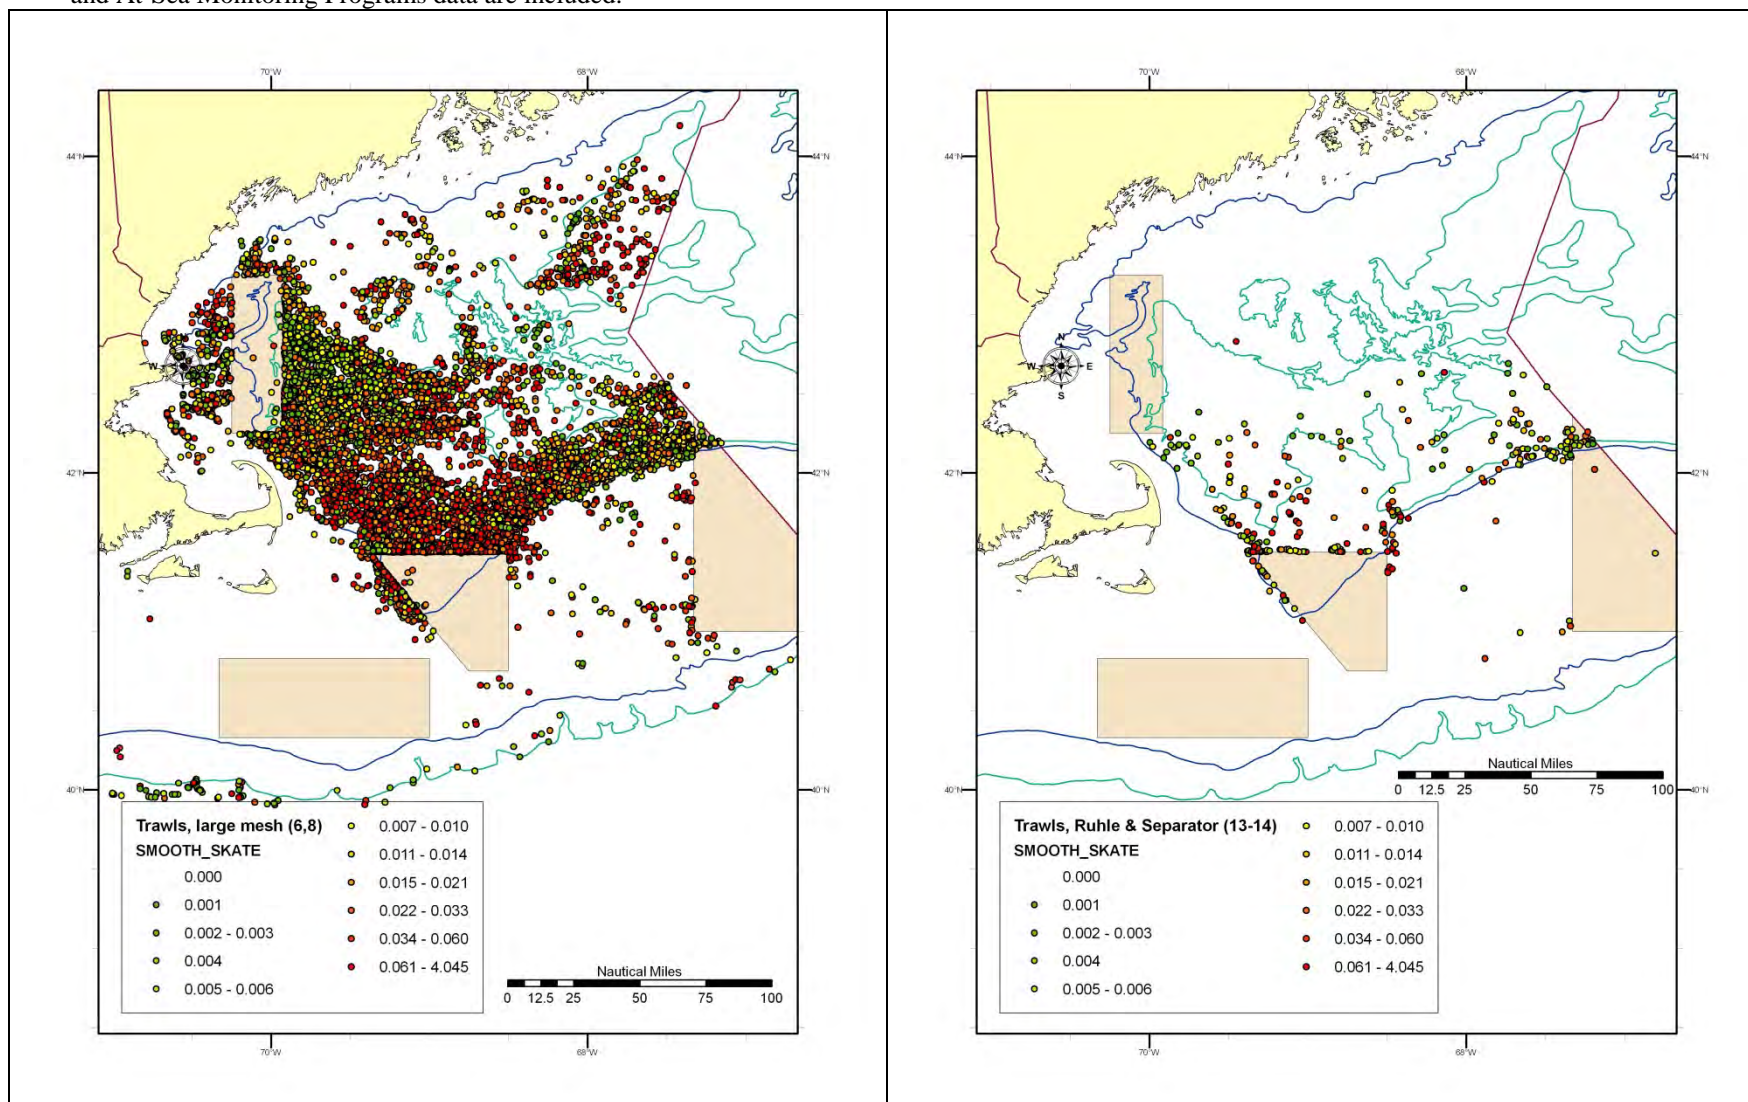 and At-Sea Monitoring Programs data are included.
70°W 68°W
44°N 44°N
N
W E
S
42°N 42°N
40°N 40°N
Trawls, large mesh (6,8)
SMOOTH_SKATE
0.000
0.001
0.002 - 0.003
0.004
0.005 - 0.006
0.007 - 0.010
0.011 - 0.014
0.015 - 0.021
0.022 - 0.033
0.034 - 0.060
0.061 - 4.045
Nautical Miles
0 12.5 25 50 75 100
70°W 68°W
70°W 68°W
44°N 44°N
N
W E
S
42°N 42°N
40°N 40°N
Nautical Miles
0 12.5 25 50 75 100
Trawls, Ruhle & Separator (13-14)
SMOOTH_SKATE
0.000
0.001
0.002 - 0.003
0.004
0.005 - 0.006
0.007 - 0.010
0.011 - 0.014
0.015 - 0.021
0.022 - 0.033
0.034 - 0.060
0.061 - 4.045
70°W 68°W